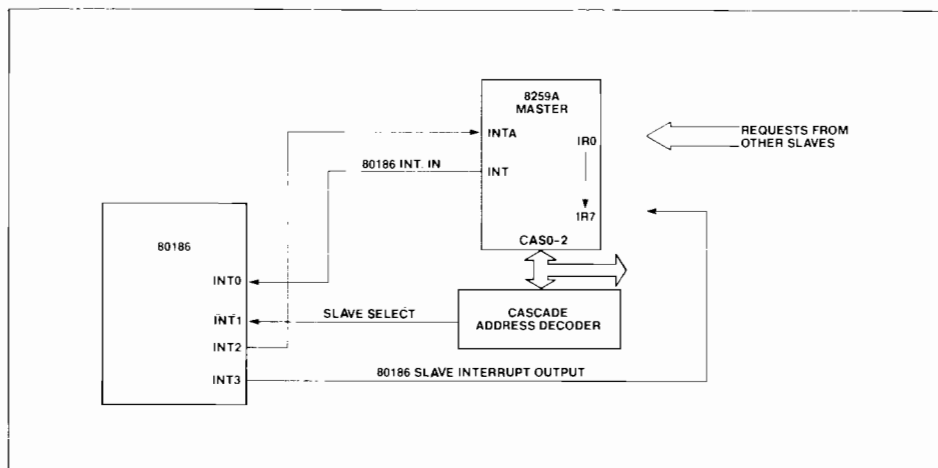 8259A
MASTER
INTA
IR0
REQUESTS FROM
OTHER SLAVES
80186 INT. IN
INT
IR7
80186
CAS0-2
INT0
SLAVE SELECT
CASCADE
ADDRESS DECODER
INT1
INT2
INT3
80186 SLAVE INTERRUPT OUTPUT